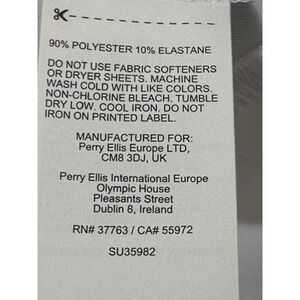 90% POLYESTER 10% ELASTANE
DO NOT USE FABRIC SOFTENERS
OR DRYER SHEETS. MACHINE
WASH COLD WITH LIKE COLORS.
NON-CHLORINE BLEACH. TUMBLE
DRY LOW. COOL IRON. DO NOT
IRON ON PRINTED LABEL.
MANUFACTURED FOR:
Perry Ellis Europe LTD,
CM8 3DJ, UK
Perry Ellis International Europe
Olympic House
Pleasants Street
Dublin 8, Ireland
RN# 37763 / CA# 55972
SU35982